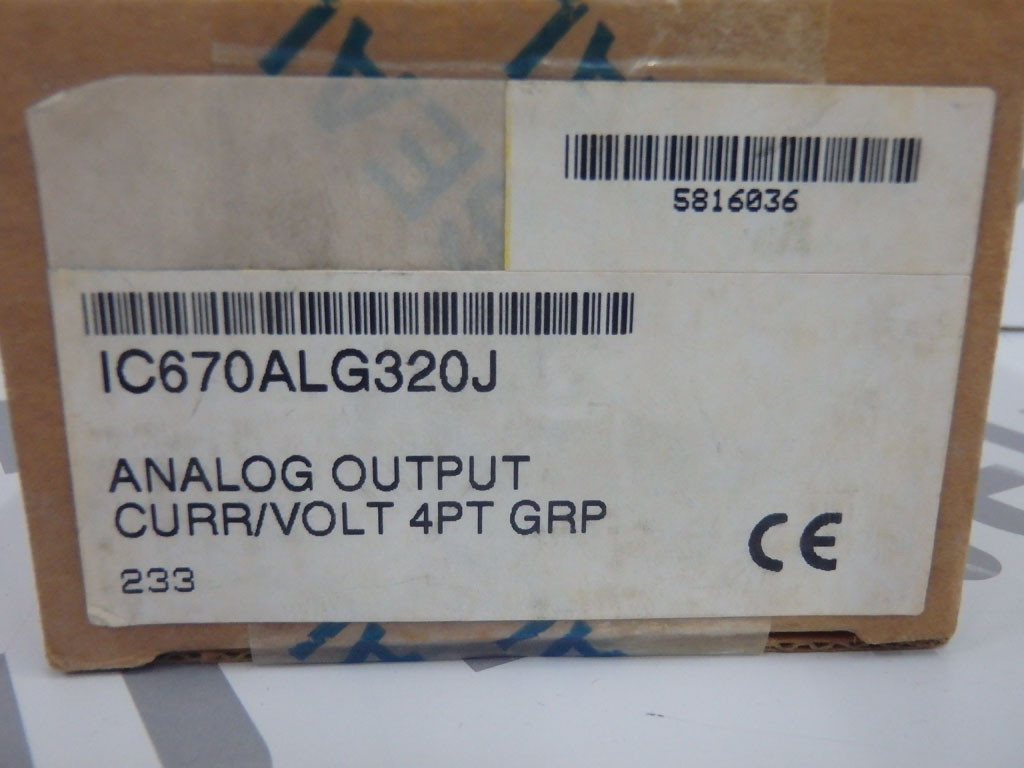 5816036
IC670ALG320J
ANALOG OUTPUT
CURR/VOLT 4PT GRP
CE
233